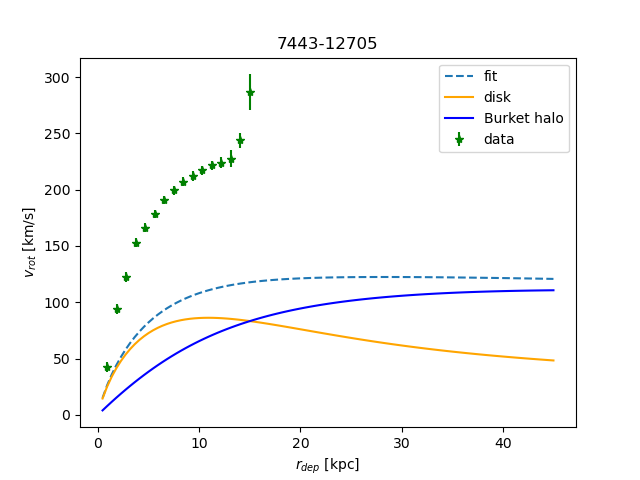 7443-12705
fit
disk
Burket halo
data
300
250
200
150
100
50
0
v_rot [km/s]
0 10 20 30 40
r_dep [kpc]